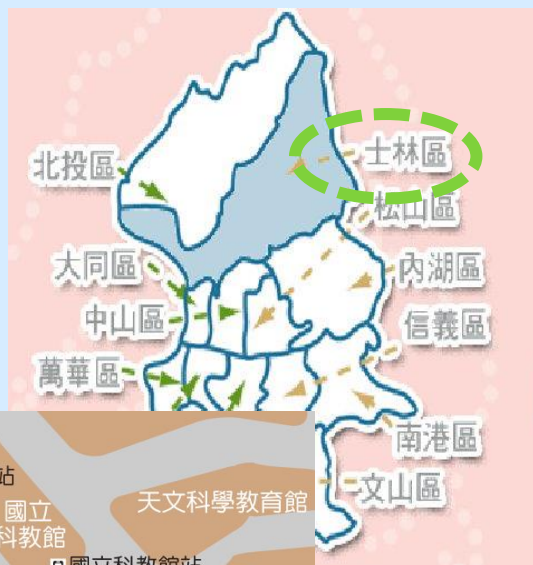 北投區
士林區
松山區
大同區
內湖區
中山區
信義區
萬華區
南港區
文山區
站
天文科學教育館
國立
科教館
國立科教館站